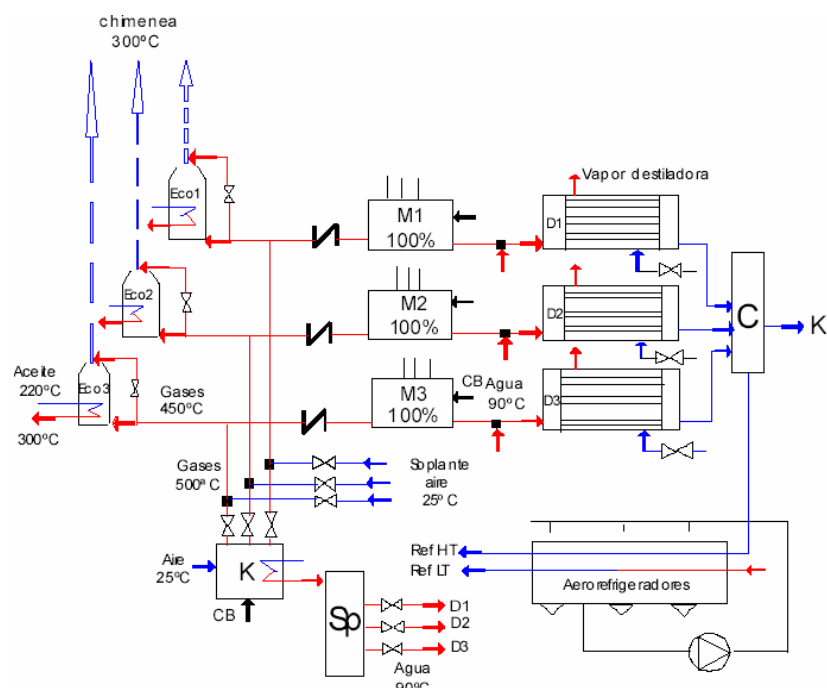 chimenea
300ºC
Eco1
M1
100%
Vapor destiladora
D1
Eco2
M2
100%
D2
C
K
Aceite
220ºC
300ºC
Eco3
Gases
450ºC
M3
100%
CB
Agua
90ºC
D3
Gases
500ºC
Soplante
aire
25º C
Aire
25ºC
K
CB
Sp
D1
D2
D3
Agua
90ºC
Ref HT
Ref LT
Aerorefrigeradores